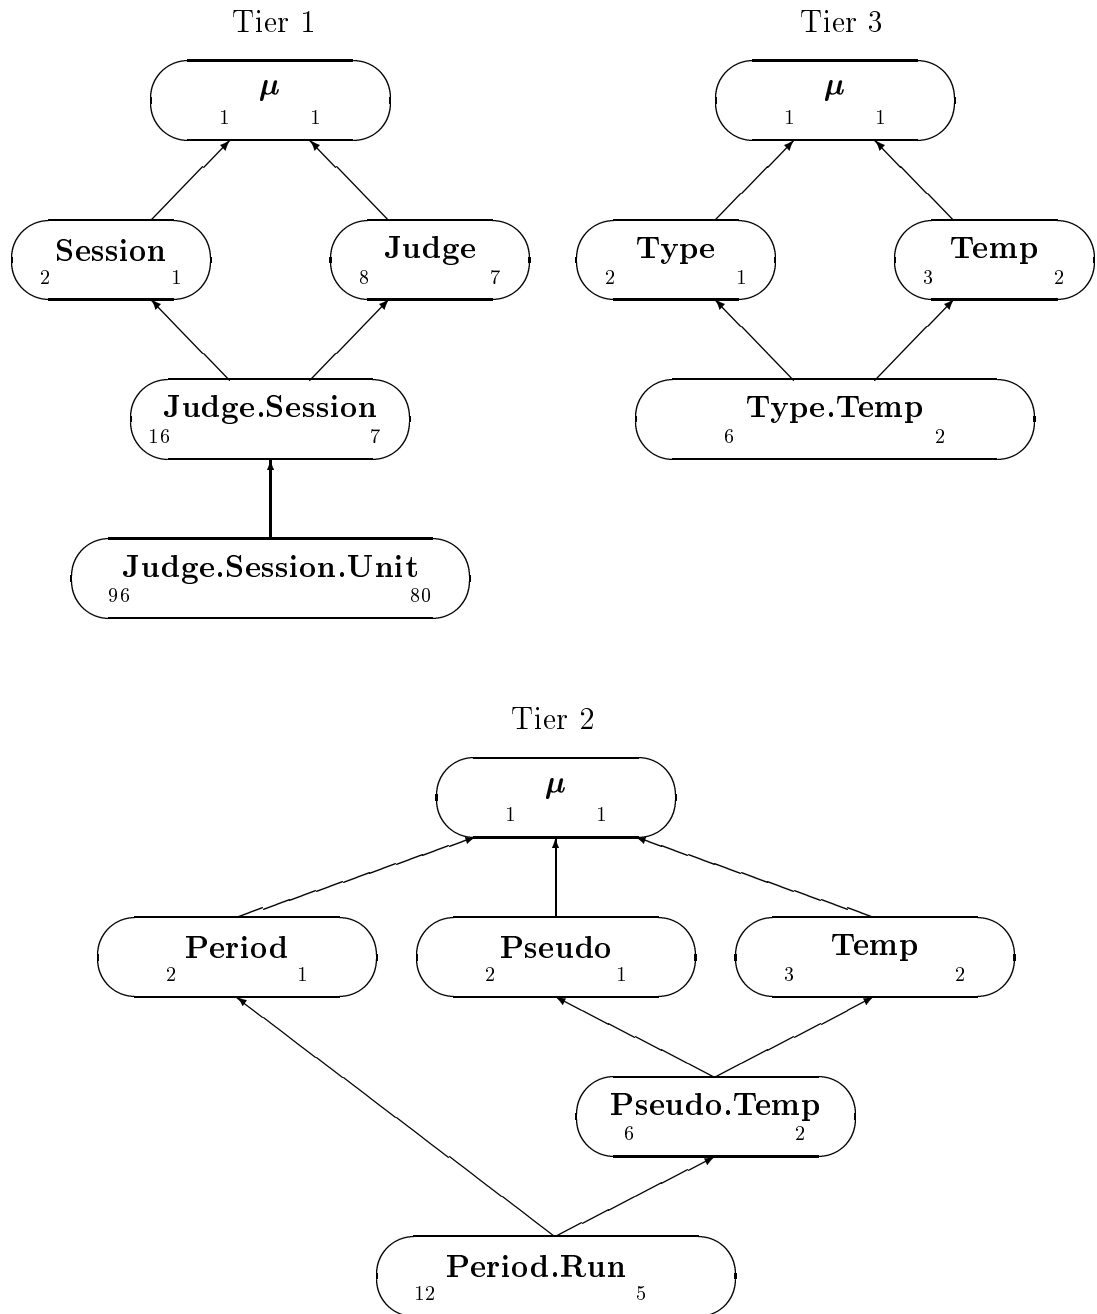 Tier 1
μ
1 1
Session
2 1
Judge
8 7
Judge.Session
16 7
Judge.Session.Unit
96 80
Tier 3
μ
1 1
Type
2 1
Temp
3 2
Type.Temp
6 2
Tier 2
μ
1 1
Period
2 1
Pseudo
2 1
Temp
3 2
Pseudo.Temp
6 2
Period.Run
12 5